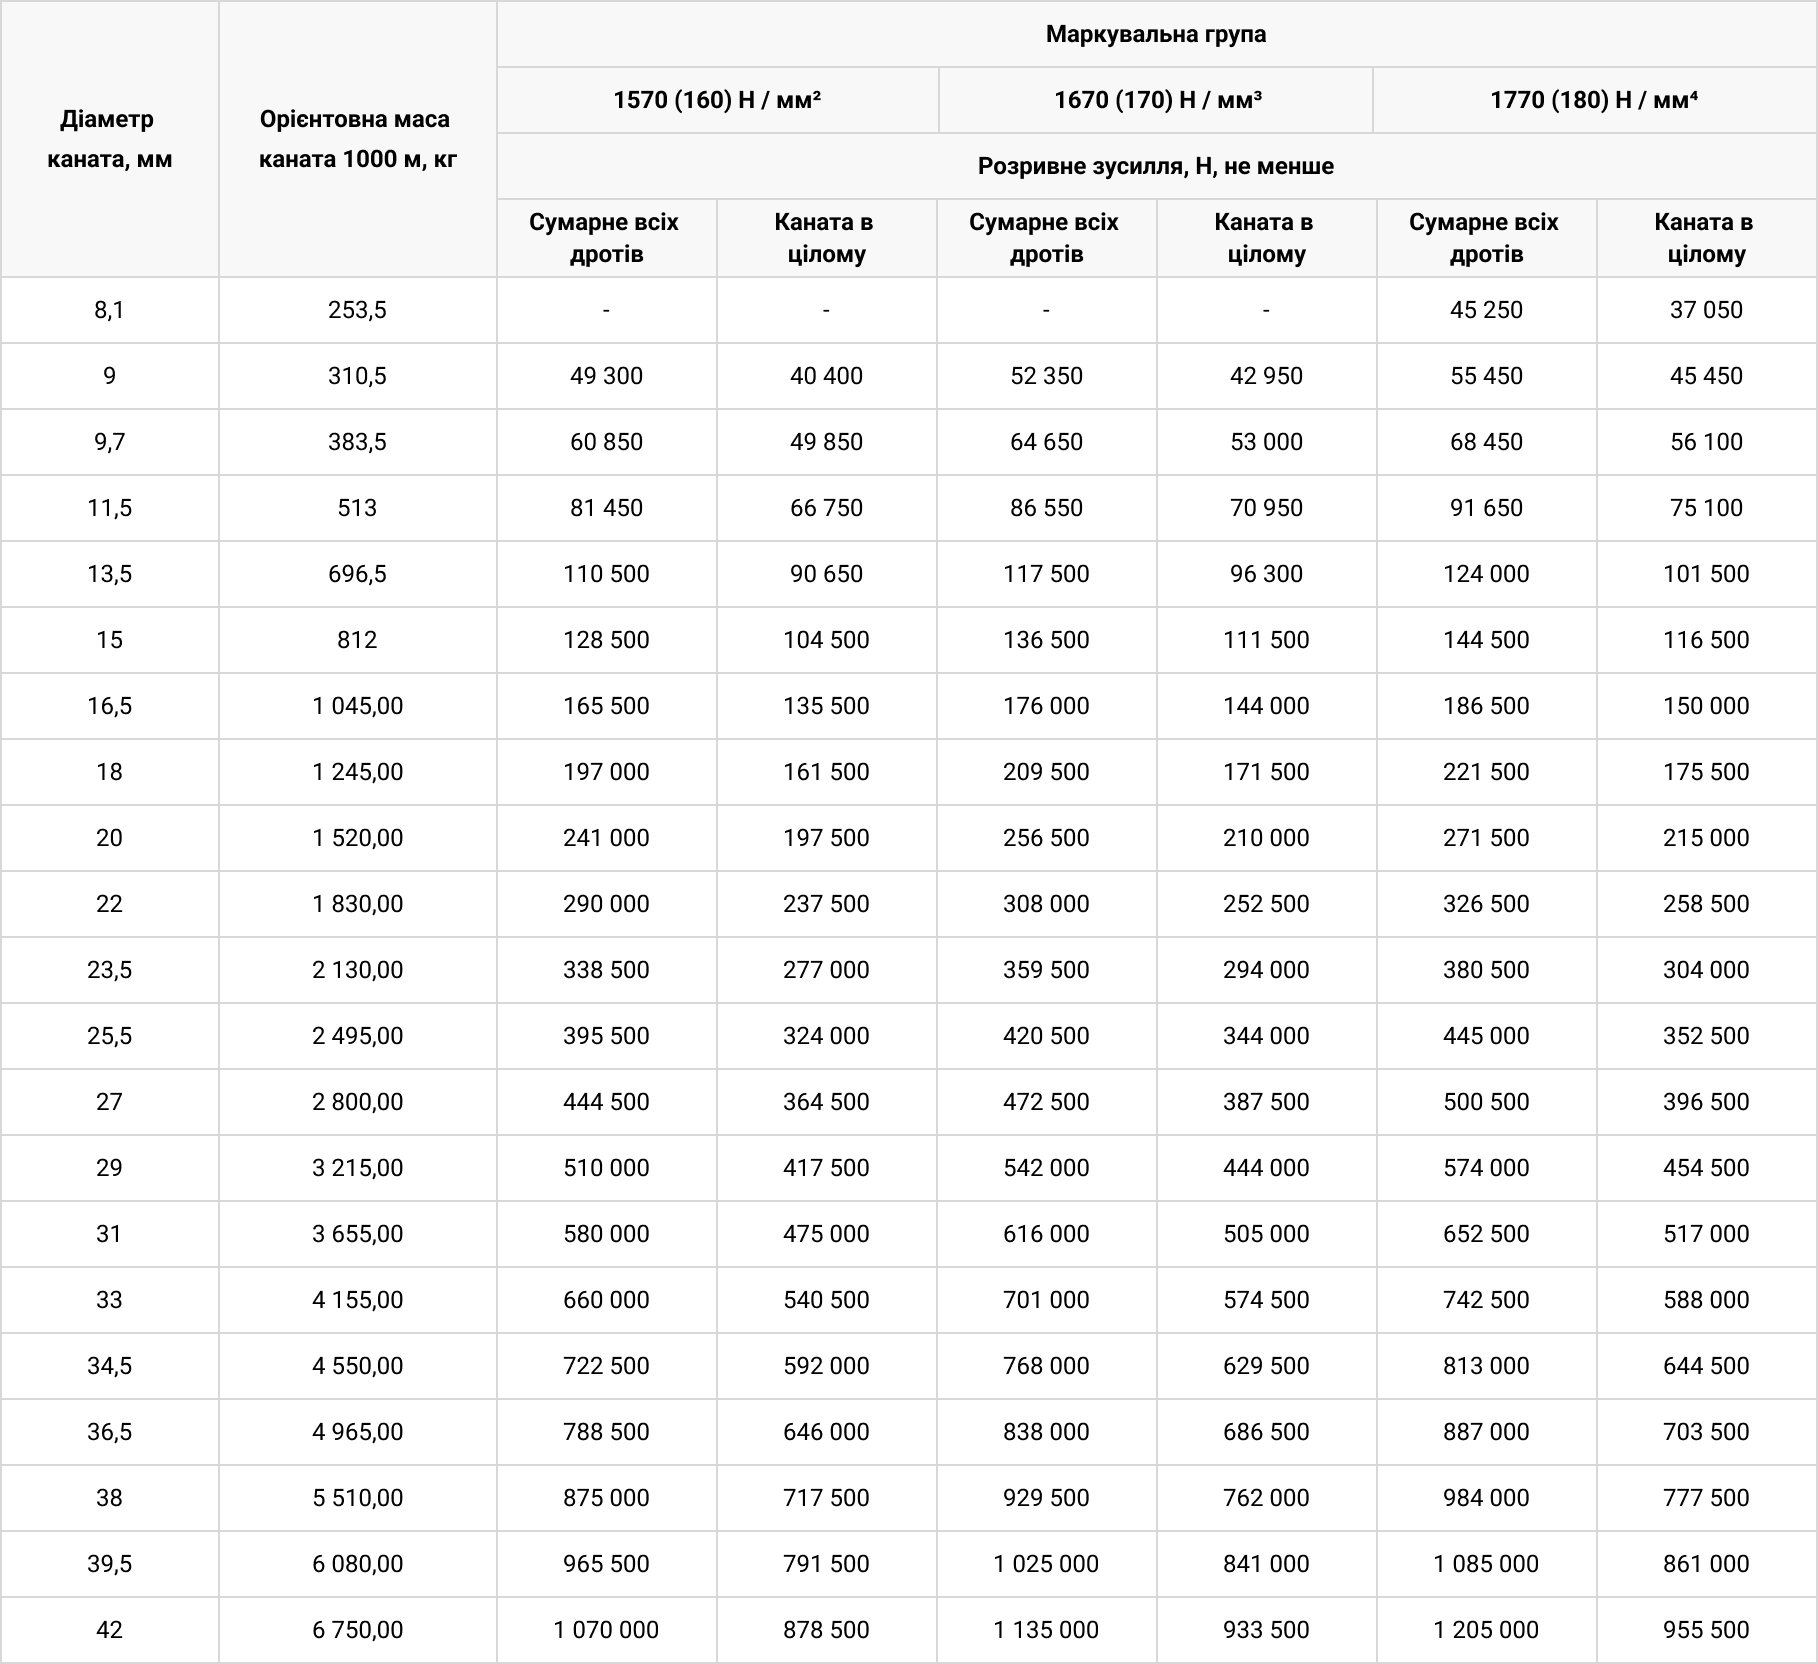 Діаметр
каната, мм
Орієнтовна маса
каната 1000 м, кг
Маркувальна група
1570 (160) Н / мм² 1670 (170) Н / мм³ 1770 (180) Н / мм⁴
Розривне зусилля, Н, не менше
Сумарне всіх Каната в Сумарне всіх Каната в Сумарне всіх Каната в
дротів цілому дротів цілому дротів цілому
8,1 253,5 - - - - 45 250 37 050
9 310,5 49 300 40 400 52 350 42 950 55 450 45 450
9,7 383,5 60 850 49 850 64 650 53 000 68 450 56 100
11,5 513 81 450 66 750 86 550 70 950 91 650 75 100
13,5 696,5 110 500 90 650 117 500 96 300 124 000 101 500
15 812 128 500 104 500 136 500 111 500 144 500 116 500
16,5 1 045,00 165 500 135 500 176 000 144 000 186 500 150 000
18 1 245,00 197 000 161 500 209 500 171 500 221 500 175 500
20 1 520,00 241 000 197 500 256 500 210 000 271 500 215 000
22 1 830,00 290 000 237 500 308 000 252 500 326 500 258 500
23,5 2 130,00 338 500 277 000 359 500 294 000 380 500 304 000
25,5 2 495,00 395 500 324 000 420 500 344 000 445 000 352 500
27 2 800,00 444 500 364 500 472 500 387 500 500 500 396 500
29 3 215,00 510 000 417 500 542 000 444 000 574 000 454 500
31 3 655,00 580 000 475 000 616 000 505 000 652 500 517 000
33 4 155,00 660 000 540 500 701 000 574 500 742 500 588 000
34,5 4 550,00 722 500 592 000 768 000 629 500 813 000 644 500
36,5 4 965,00 788 500 646 000 838 000 686 500 887 000 703 500
38 5 510,00 875 000 717 500 929 500 762 000 984 000 777 500
39,5 6 080,00 965 500 791 500 1 025 000 841 000 1 085 000 861 000
42 6 750,00 1 070 000 878 500 1 135 000 933 500 1 205 000 955 500